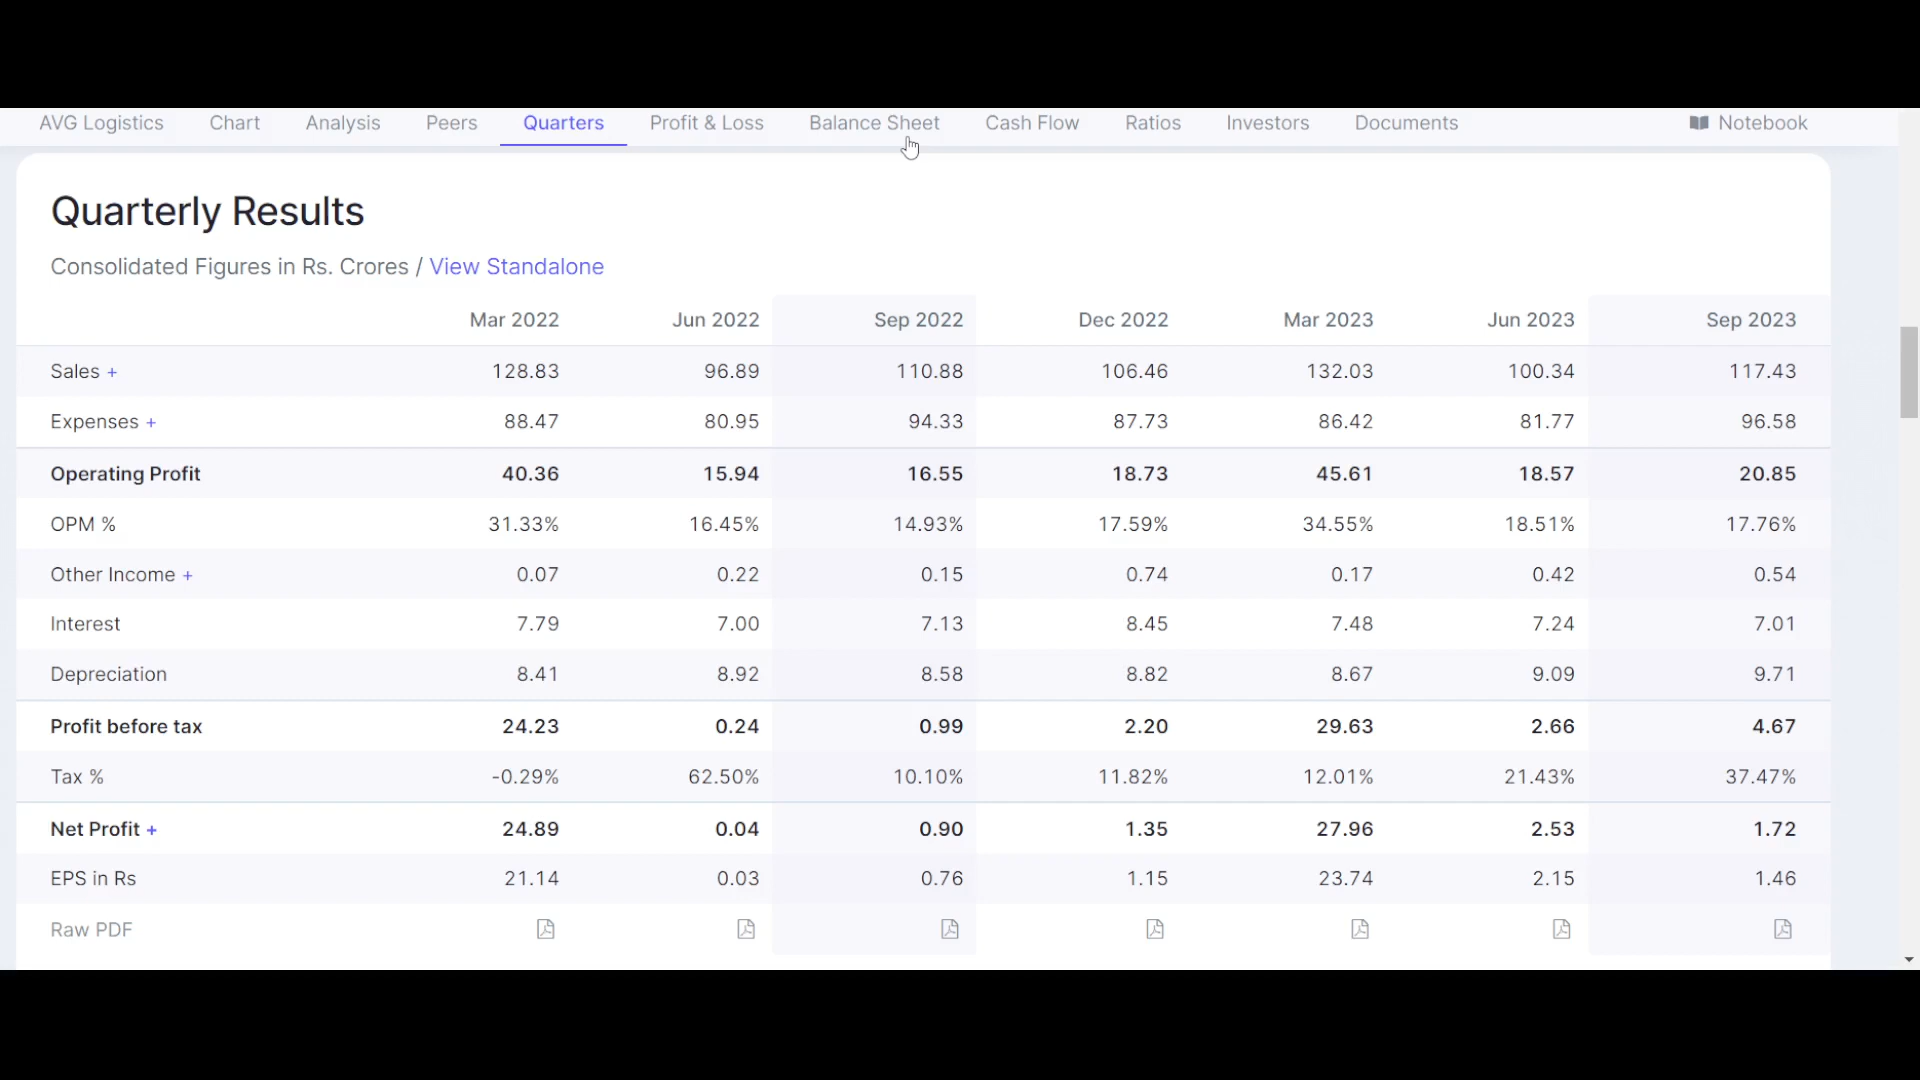 AVG Logistics Chart Analysis Peers Quarters Profit & Loss Balance Sheet Cash Flow Ratios Investors Documents Notebook
Quarterly Results
Consolidated Figures in Rs. Crores / View Standalone
Mar 2022 Jun 2022 Sep 2022 Dec 2022 Mar 2023 Jun 2023 Sep 2023
Sales + 128.83 96.89 110.88 106.46 132.03 100.34 117.43
Expenses + 88.47 80.95 94.33 87.73 86.42 81.77 96.58
Operating Profit 40.36 15.94 16.55 18.73 45.61 18.57 20.85
OPM % 31.33% 16.45% 14.93% 17.59% 34.55% 18.51% 17.76%
Other Income + 0.07 0.22 0.15 0.74 0.17 0.42 0.54
Interest 7.79 7.00 7.13 8.45 7.48 7.24 7.01
Depreciation 8.41 8.92 8.58 8.82 8.67 9.09 9.71
Profit before tax 24.23 0.24 0.99 2.20 29.63 2.66 4.67
Tax % -0.29% 62.50% 10.10% 11.82% 12.01% 21.43% 37.47%
Net Profit + 24.89 0.04 0.90 1.35 27.96 2.53 1.72
EPS in Rs 21.14 0.03 0.76 1.15 23.74 2.15 1.46
Raw PDF